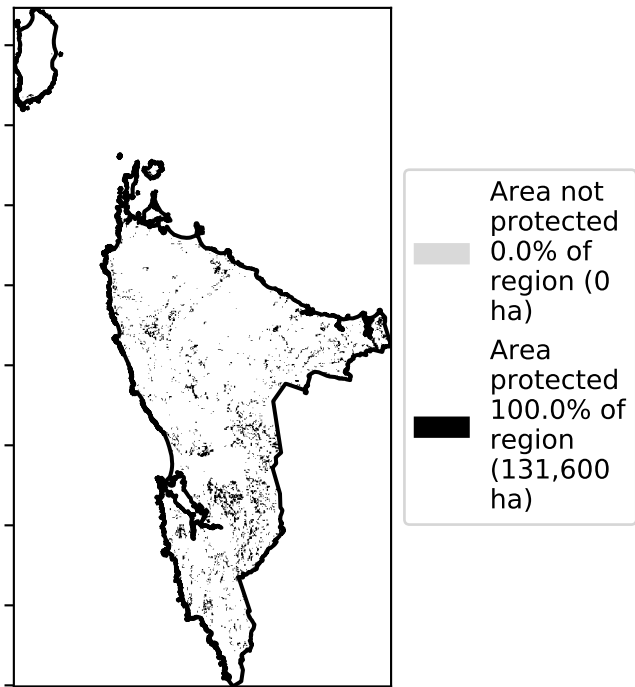 Area not
protected
0.0% of
region (0
ha)
Area
protected
100.0% of
region
(131,600
ha)